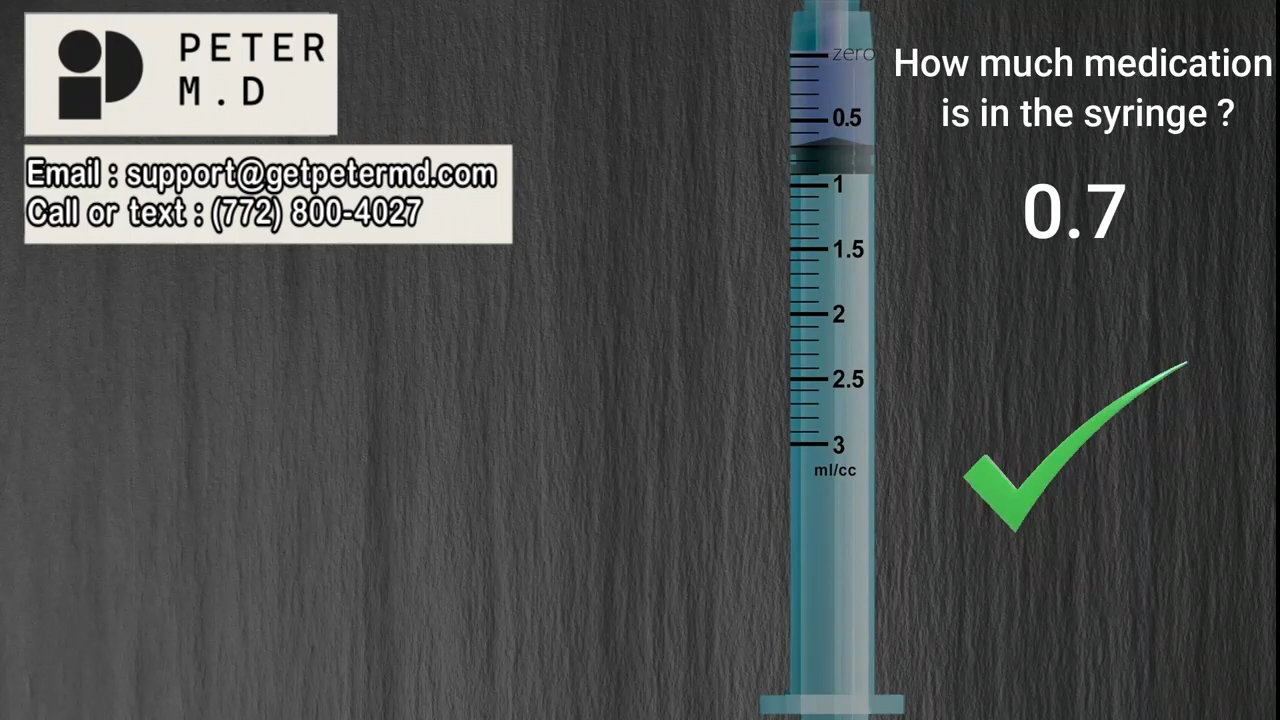 PETER
M.D
Email : support@getpetermd.com
Call or text : (772) 800-4027
How much medication
is in the syringe ?
0.7
zero
0.5
1
1.5
2
2.5
3
ml/cc